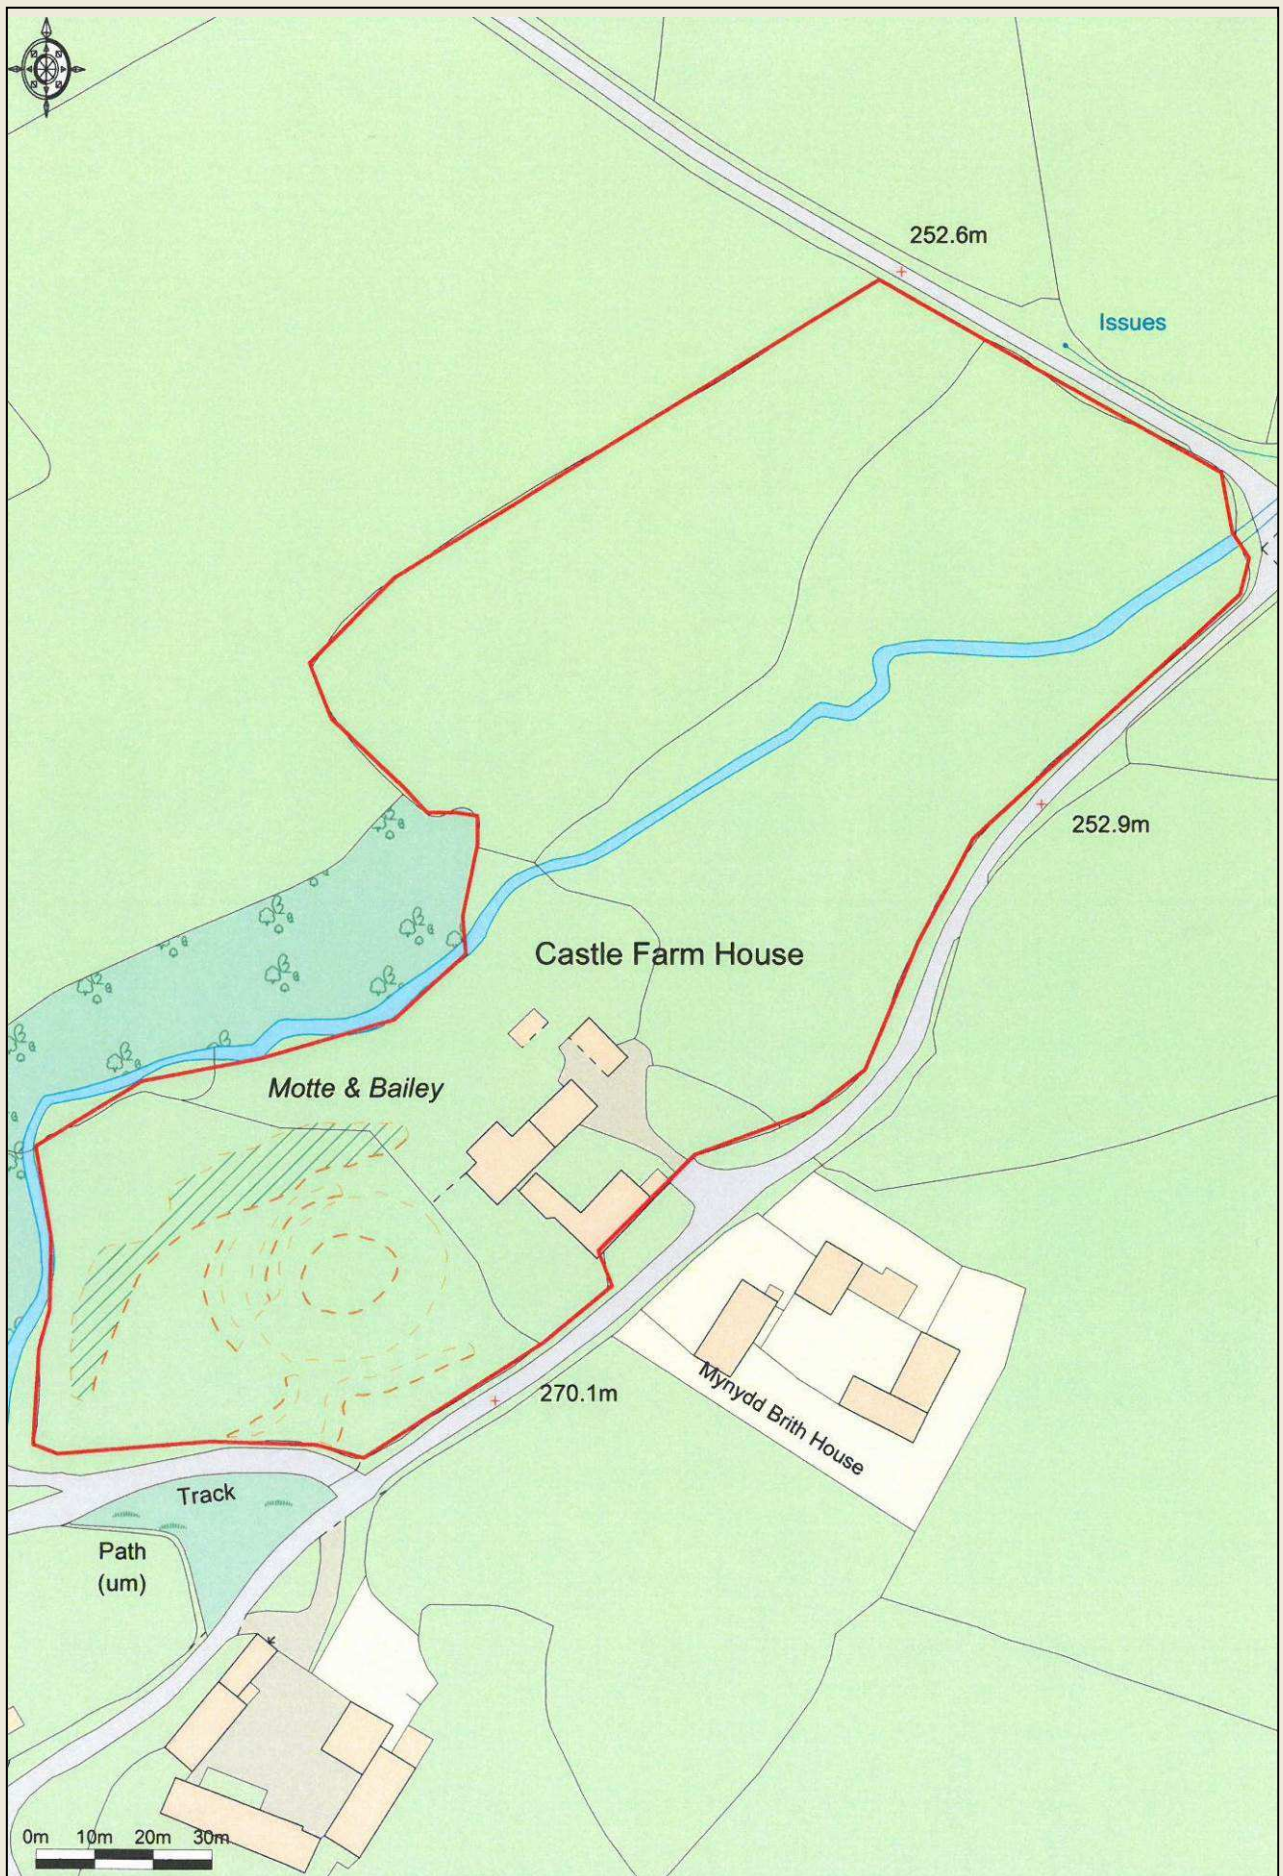 252.6m
Issues
252.9m
Castle Farm House
Motte & Bailey
270.1m
Mynydd Brith House
Track
Path
(um)
0m 10m 20m 30m